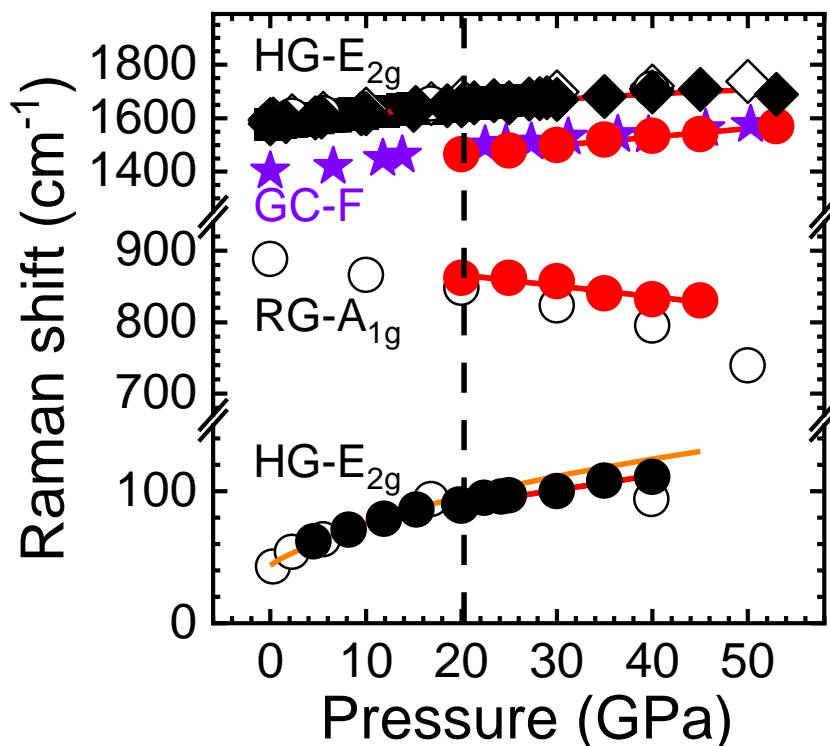 HG-E2g
1800
1600
1400
GC-F
900
800
RG-A1g
700
HG-E2g
100
0
0 10 20 30 40 50
Pressure (GPa)
Raman shift (cm-1)